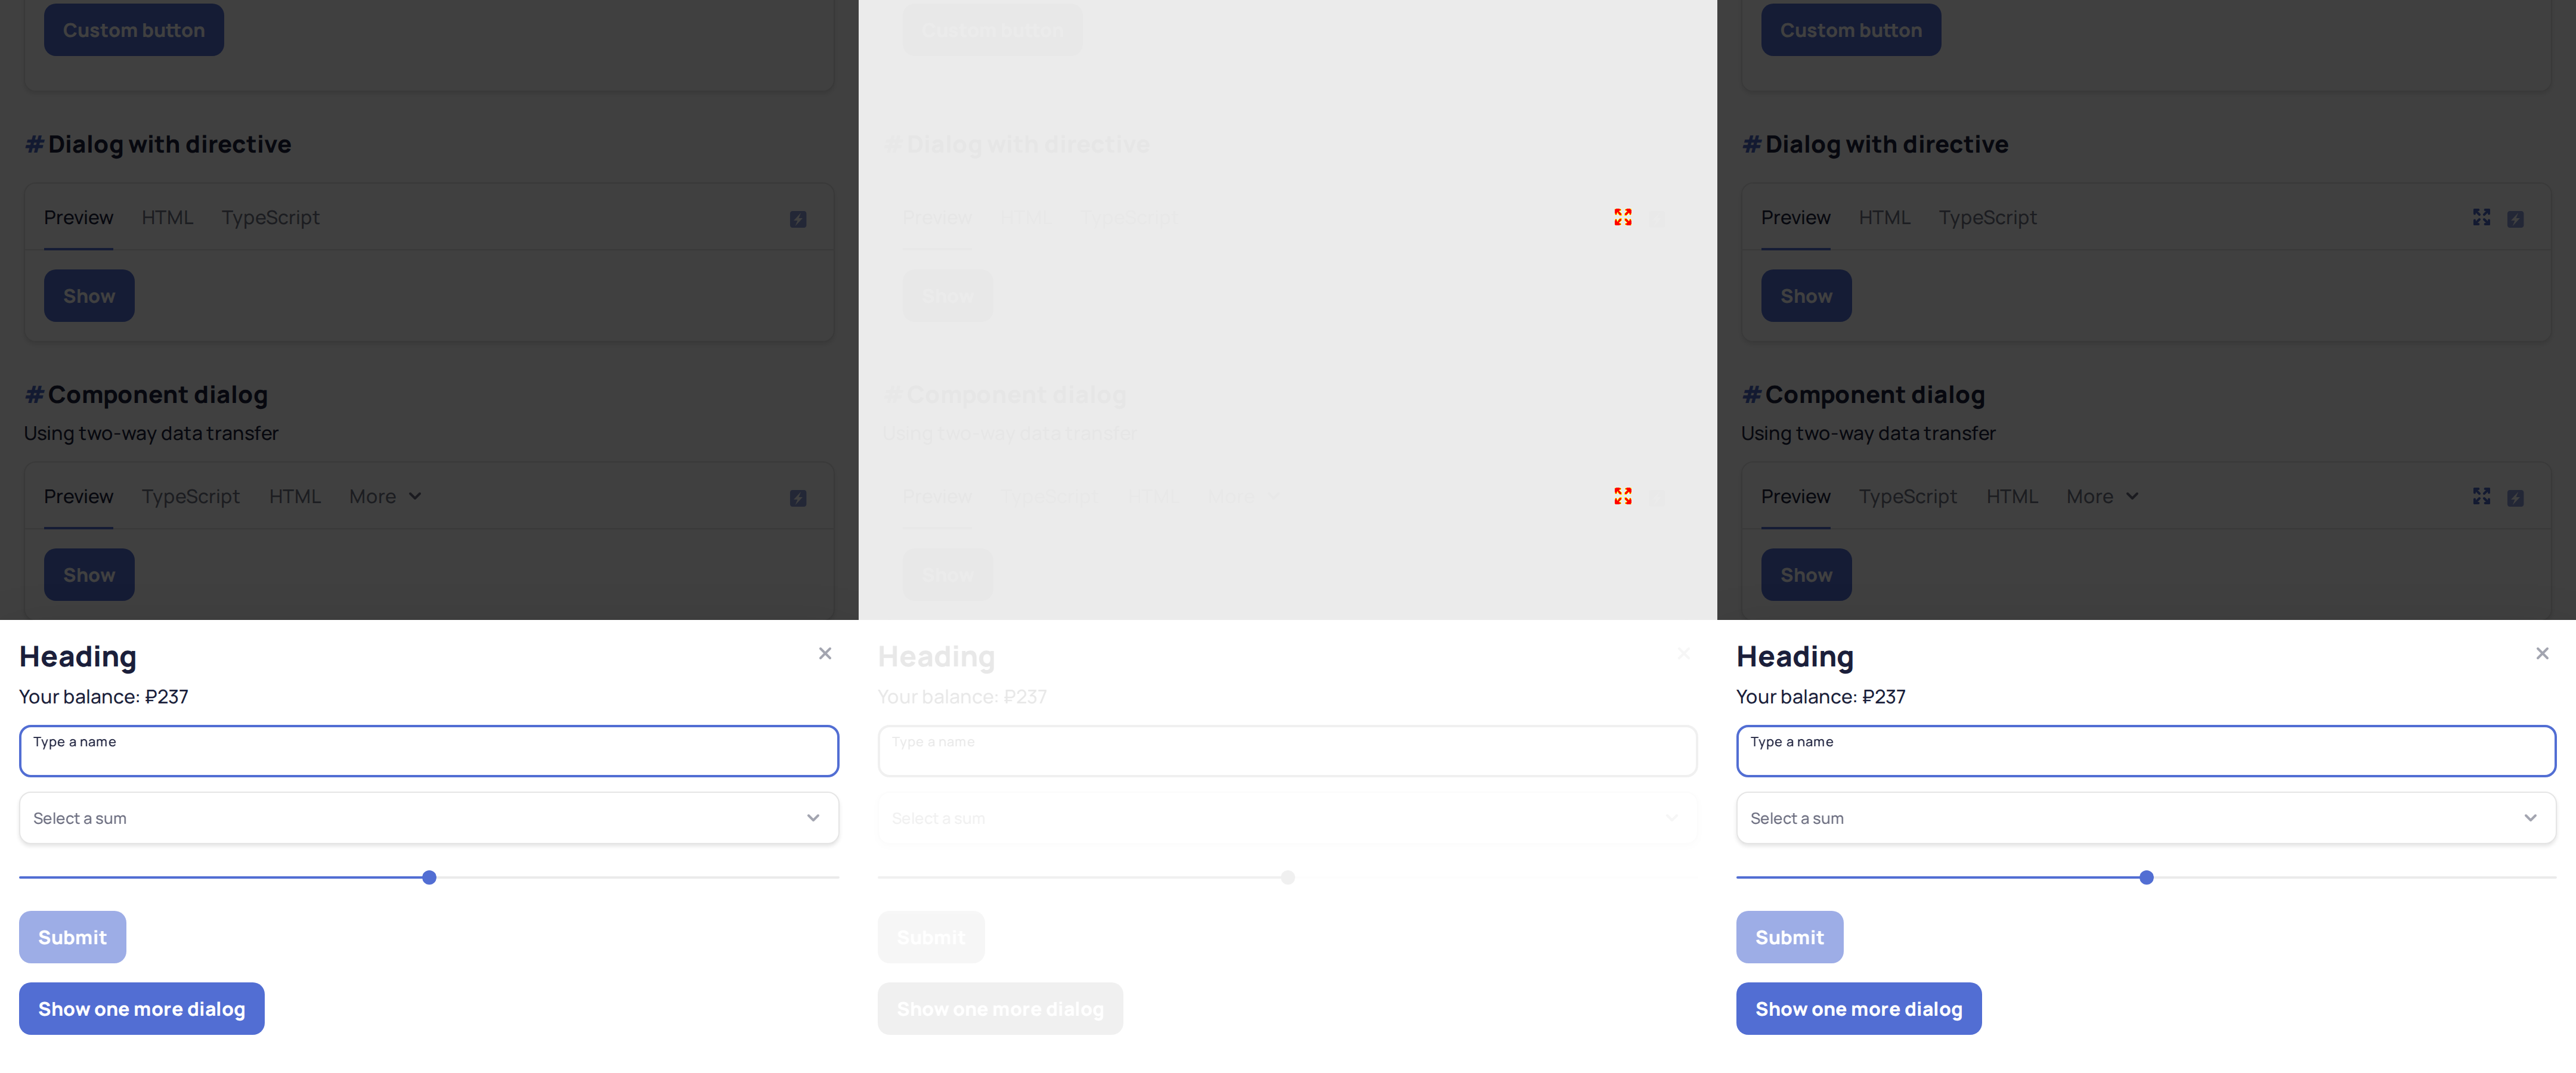 Custom button
#Dialog with directive
Preview HTML TypeScript
Show
#Component dialog
Using two-way data transfer
Preview TypeScript HTML More
Show
Heading
Your balance: ₽237
Type a name
Select a sum
Submit
Show one more dialog
Custom button
#Dialog with directive
Preview HTML TypeScript
Show
#Component dialog
Using two-way data transfer
Preview TypeScript HTML More
Show
Heading
Your balance: ₽237
Type a name
Select a sum
Submit
Show one more dialog
Custom button
#Dialog with directive
Preview HTML TypeScript
Show
#Component dialog
Using two-way data transfer
Preview TypeScript HTML More
Show
Heading
Your balance: ₽237
Type a name
Select a sum
Submit
Show one more dialog